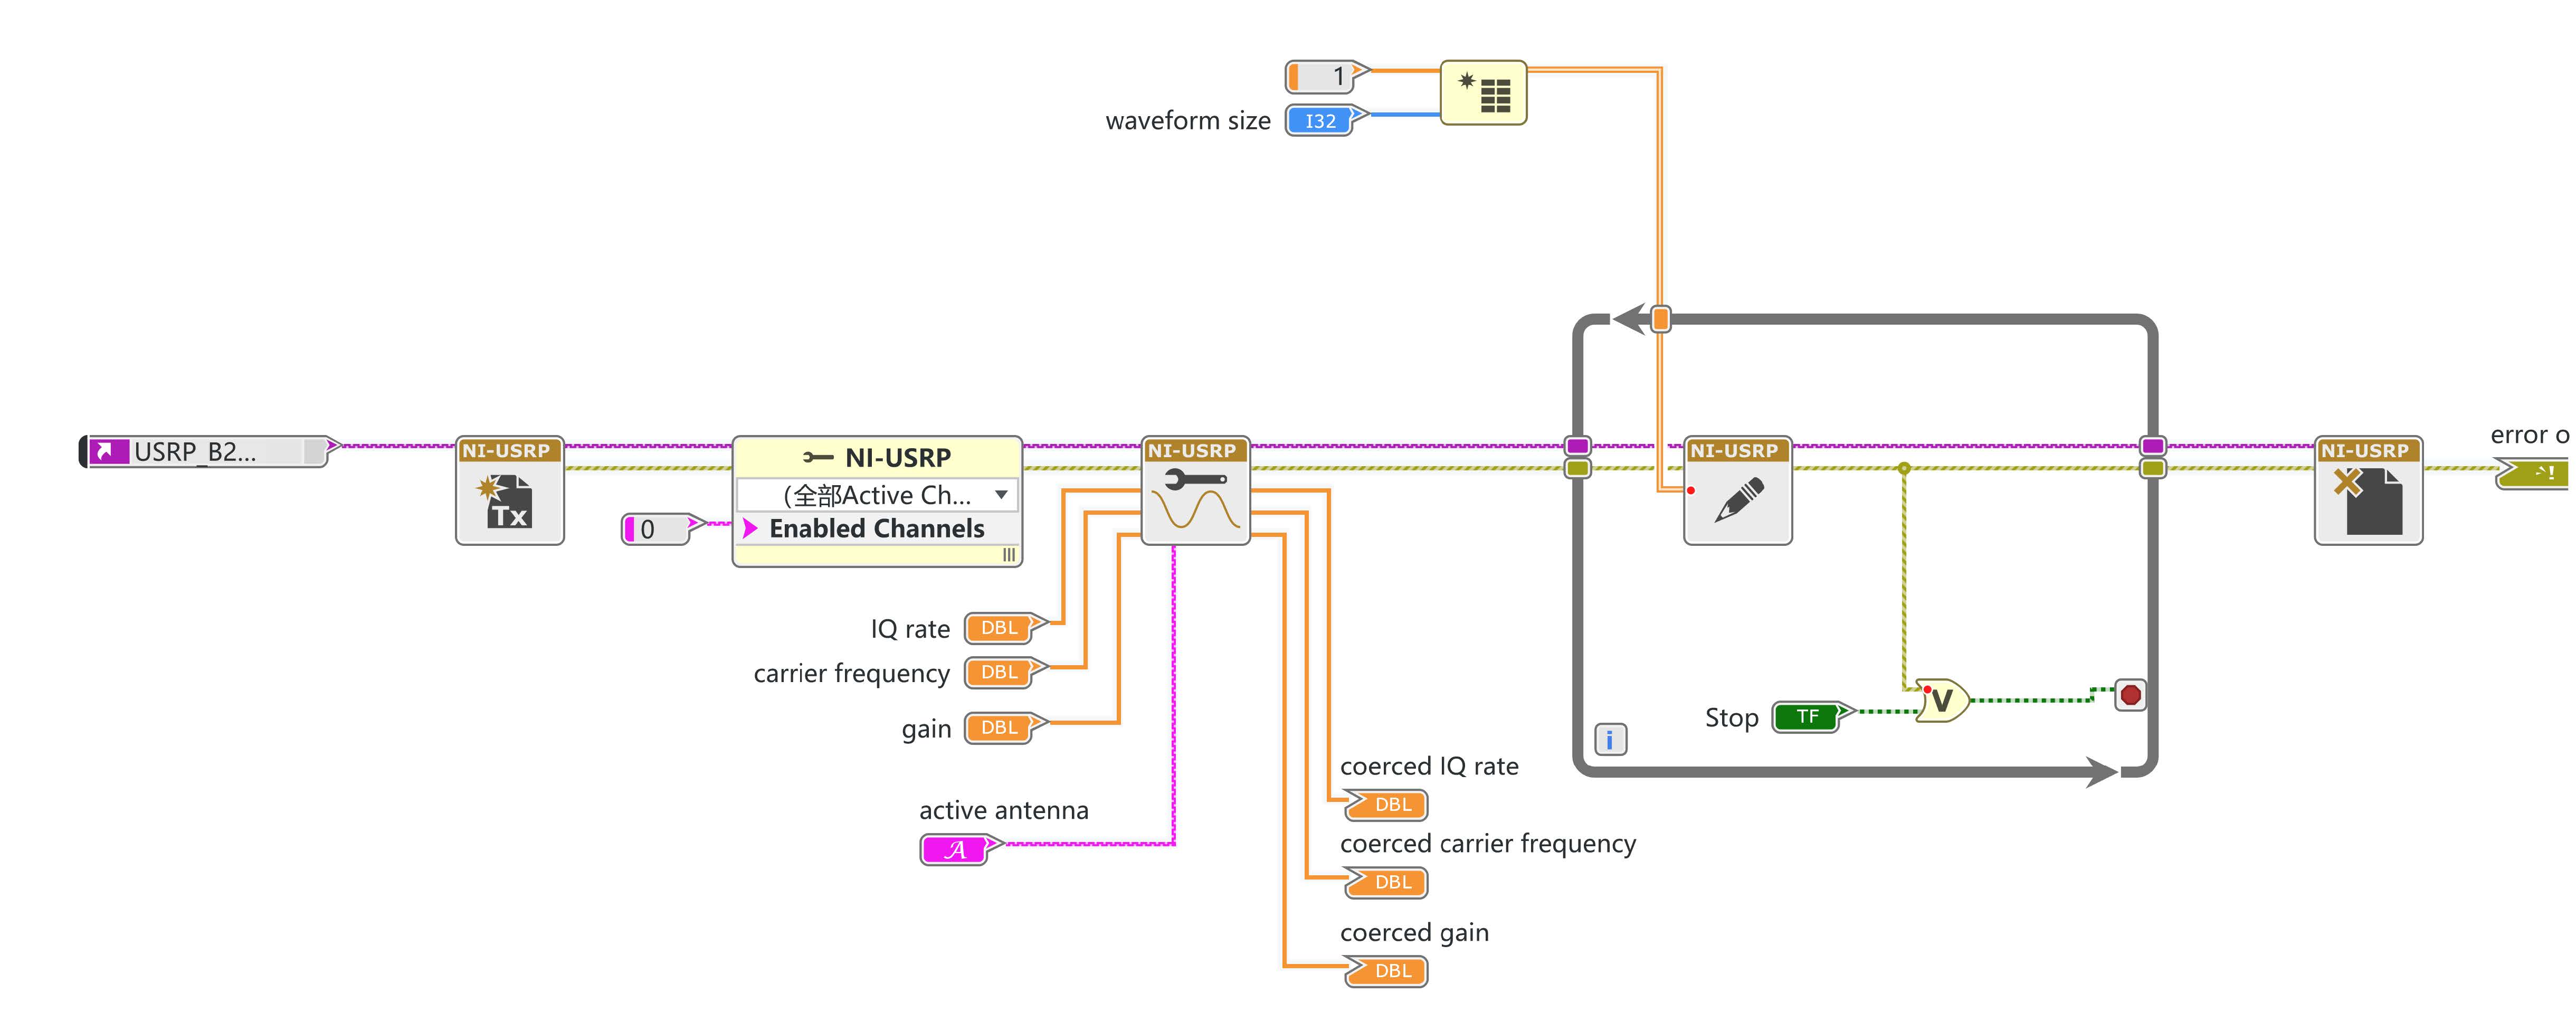 1
waveform size
I32
USRP_B2...
NI-USRP
Tx
0
NI-USRP
(全部Active Ch...
Enabled Channels
NI-USRP
IQ rate
DBL
carrier frequency
DBL
gain
DBL
active antenna
A
coerced IQ rate
DBL
coerced carrier frequency
DBL
coerced gain
DBL
NI-USRP
Stop
TF
V
i
NI-USRP
error o
!